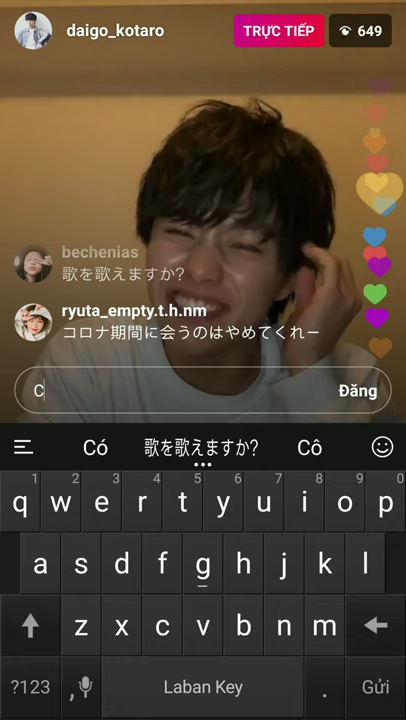 daigo_kotaro
TRỰC TIẾP
649
bechenias
歌を歌えますか?
ryuta_empty.t.h.nm
コロナ期間に会うのはやめてくれー
C
Đăng
Có 歌を歌えますか? Cô
1 2 3 4 5 6 7 8 9 0
q w e r t y u i o p
a s d f g h j k l
z x c v b n m
?123 , Laban Key . Gửi